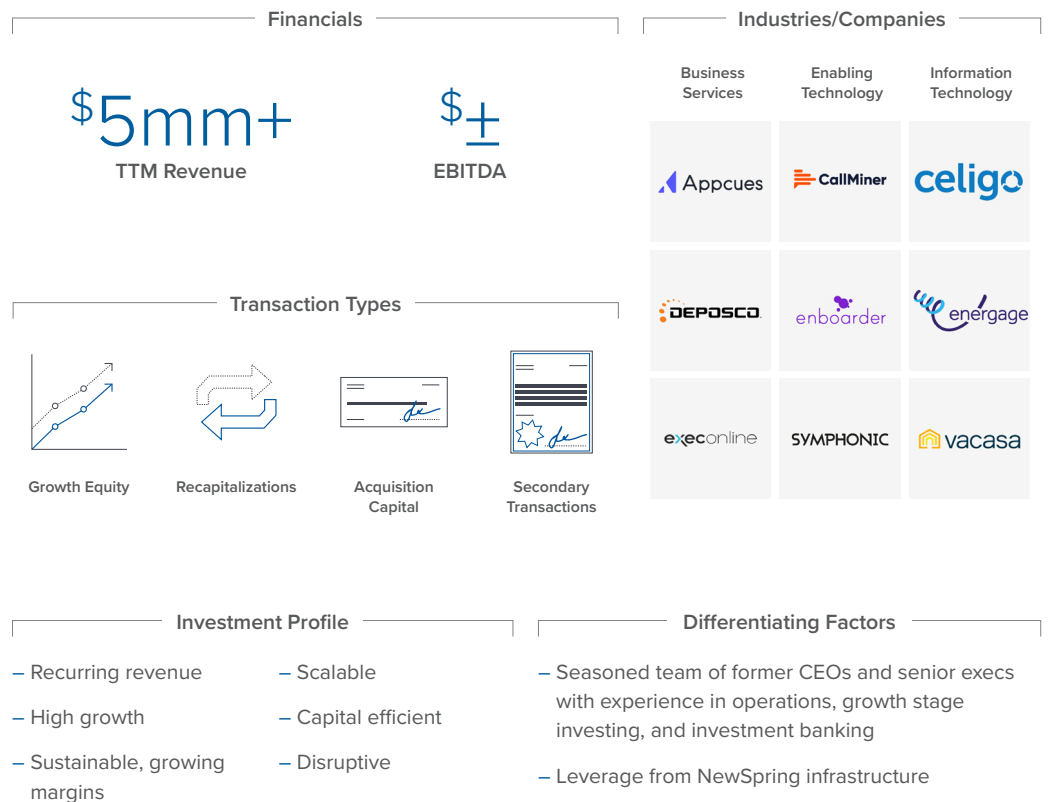 Financials
$5mm+
TTM Revenue
$±
EBITDA
Industries/Companies
Business
Services
Enabling
Technology
Information
Technology
Appcues
CallMiner
celigo
DEPOSCO
enboarder
energage
execonline
SYMPHONIC
vacasa
Transaction Types
Growth Equity
Recapitalizations
Acquisition
Capital
Secondary
Transactions
Investment Profile
– Recurring revenue
– High growth
– Sustainable, growing
margins
– Scalable
– Capital efficient
– Disruptive
Differentiating Factors
– Seasoned team of former CEOs and senior execs
with experience in operations, growth stage
investing, and investment banking
– Leverage from NewSpring infrastructure